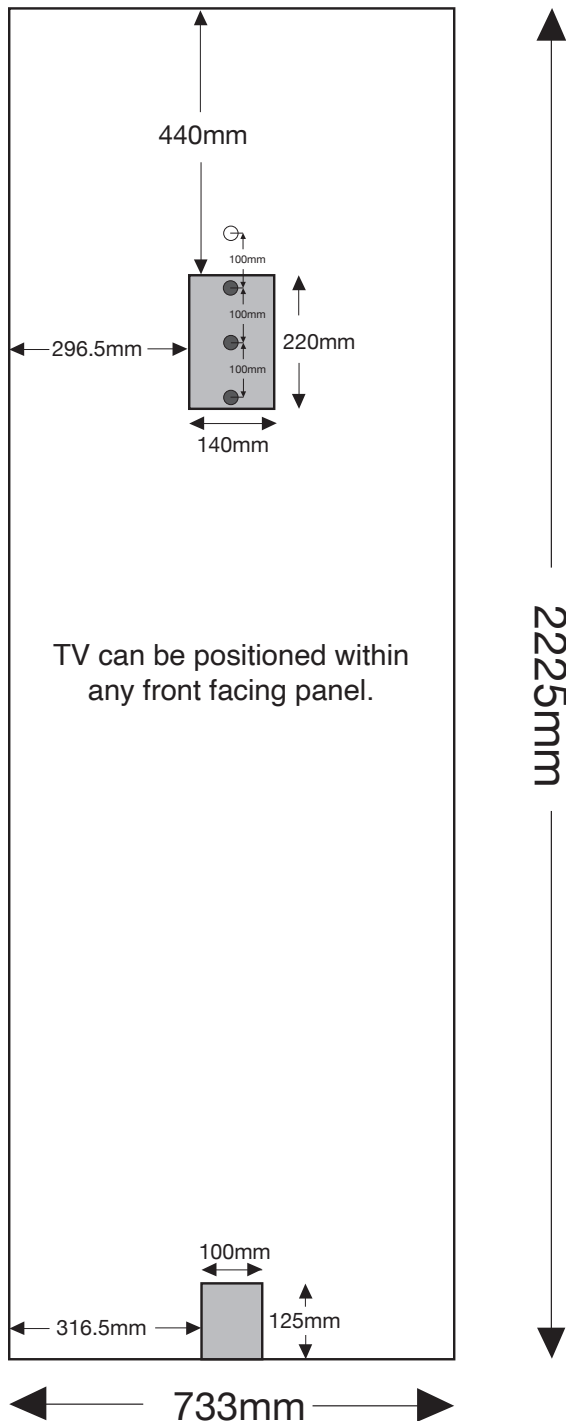 440mm
100mm
100mm
296.5mm
220mm
100mm
140mm
TV can be positioned within
any front facing panel.
2225mm
100mm
316.5mm
125mm
733mm